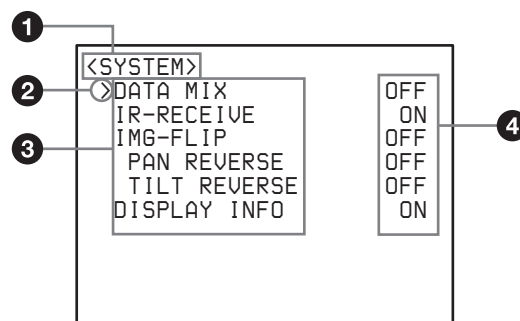 1
<SYSTEM>
2
>DATA MIX OFF
IR-RECEIVE ON
3
IMG-FLIP OFF
4
PAN REVERSE OFF
TILT REVERSE OFF
DISPLAY INFO ON